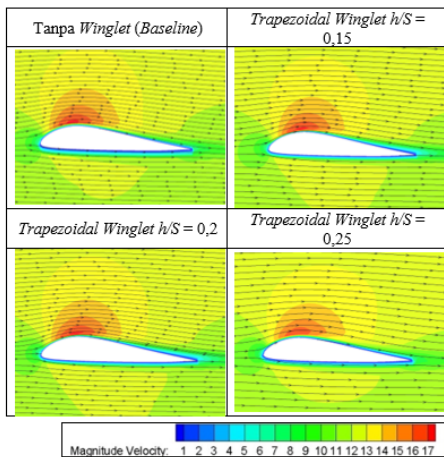 Tanpa Winglet (Baseline)
Trapezoidal Winglet h/S =
0,15
Trapezoidal Winglet h/S = 0,2
Trapezoidal Winglet h/S =
0,25
Magnitude Velocity: 1 2 3 4 5 6 7 8 9 10 11 12 13 14 15 16 17